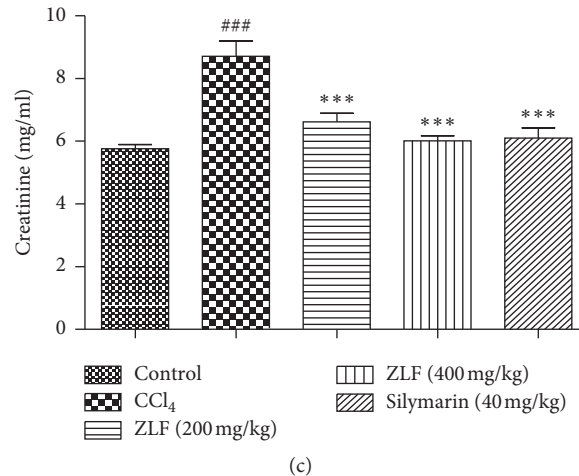 10
###
8
***
***
***
6
4
2
0
Creatinine (mg/ml)
Control
CCl₄
ZLF (200 mg/kg)
ZLF (400 mg/kg)
Silymarin (40 mg/kg)
(c)